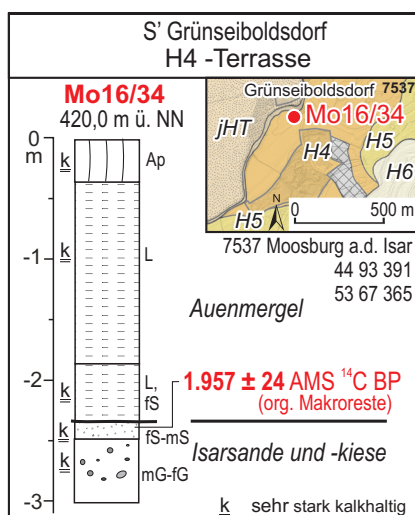 S' Grünseiboldsdorf
H4 -Terrasse
Mo16/34
420,0 m ü. NN
Grünseiboldsdorf 7537
Mo16/34
jHT
H4
H5
H6
H5
N
0 500 m
7537 Moosburg a.d. Isar
44 93 391
53 67 365
0
m
k
Ap
-1
k
L
Auenmergel
-2
k
L,
fS
1.957 ± 24 AMS ¹⁴C BP
(org. Makroreste)
k
fS-mS
k
mG-fG
Isarsande und -kiese
-3
k sehr stark kalkhaltig